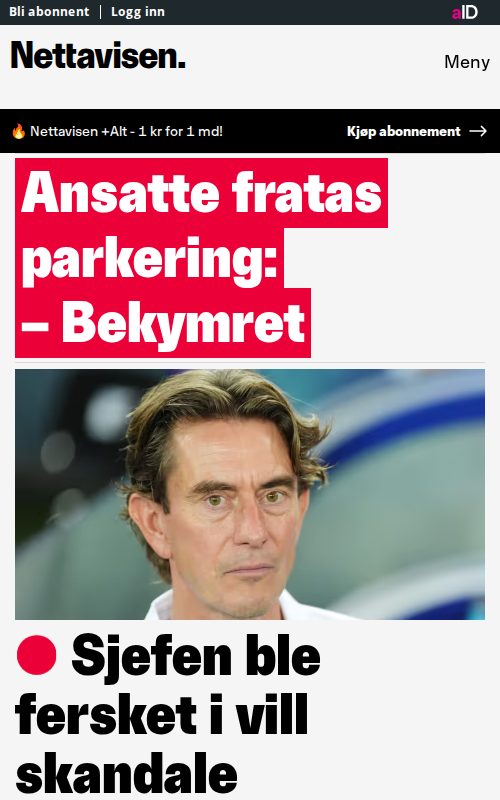 Bli abonnent | Logg inn
aID
Nettavisen.
Meny
🔥 Nettavisen +Alt - 1 kr for 1 md!
Kjøp abonnement →
Ansatte fratas
parkering:
– Bekymret
Sjefen ble
fersket i vill
skandale